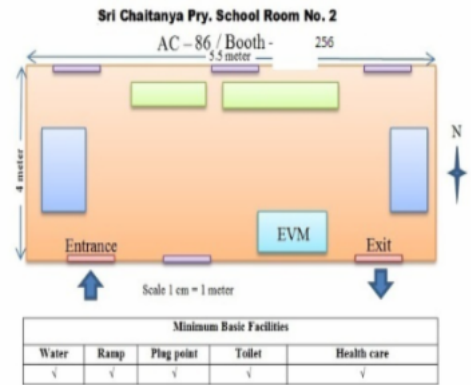 Sri Chaitanya Pry. School Room No. 2
AC – 86 / Booth - 256
5.5 meter
4 meter
N
EVM
Entrance
Exit
Scale 1 cm = 1 meter
Minimum Basic Facilities
Water Ramp Plug point Toilet Health care
√ √ √ √ √